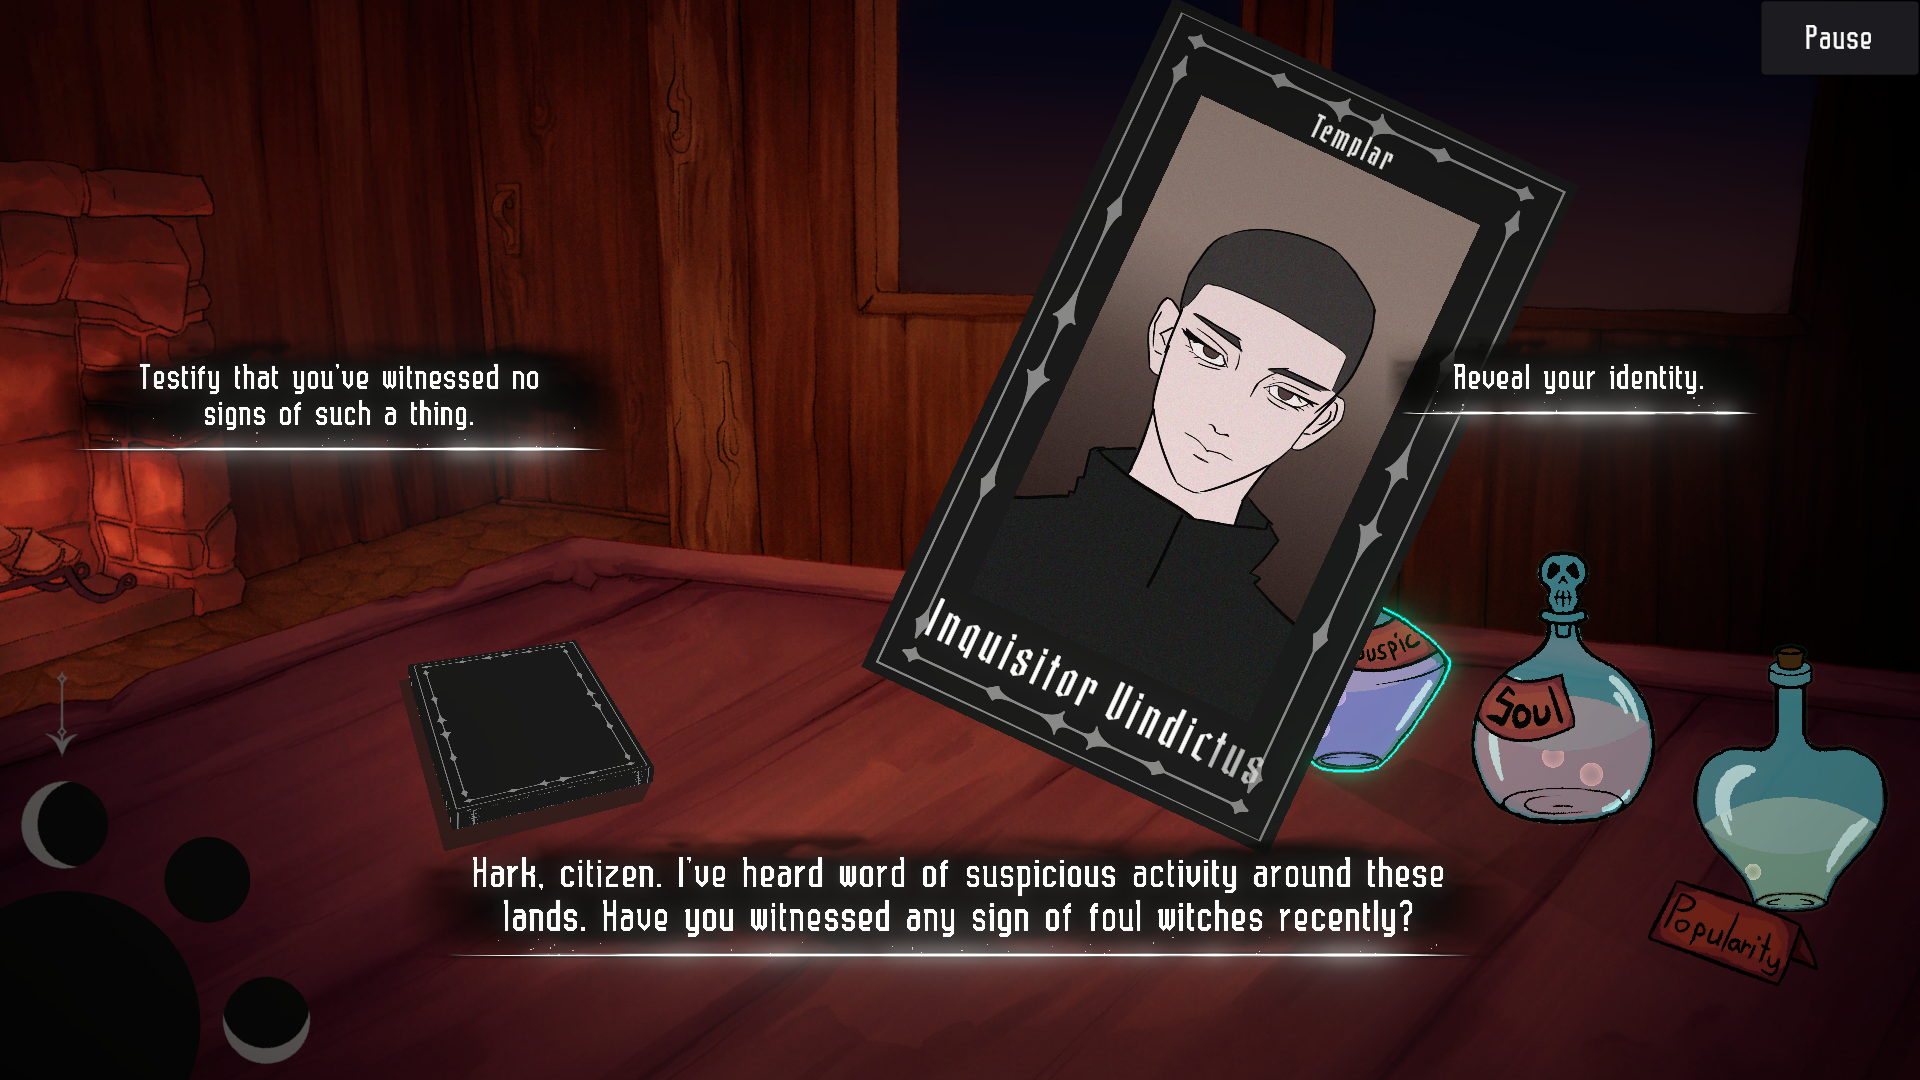 Pause
Templar
Testify that you've witnessed no
signs of such a thing.
Reveal your identity.
Inquisitor Vindictus
Soul
Hark, citizen. I've heard word of suspicious activity around these
lands. Have you witnessed any sign of foul witches recently?
Popularity